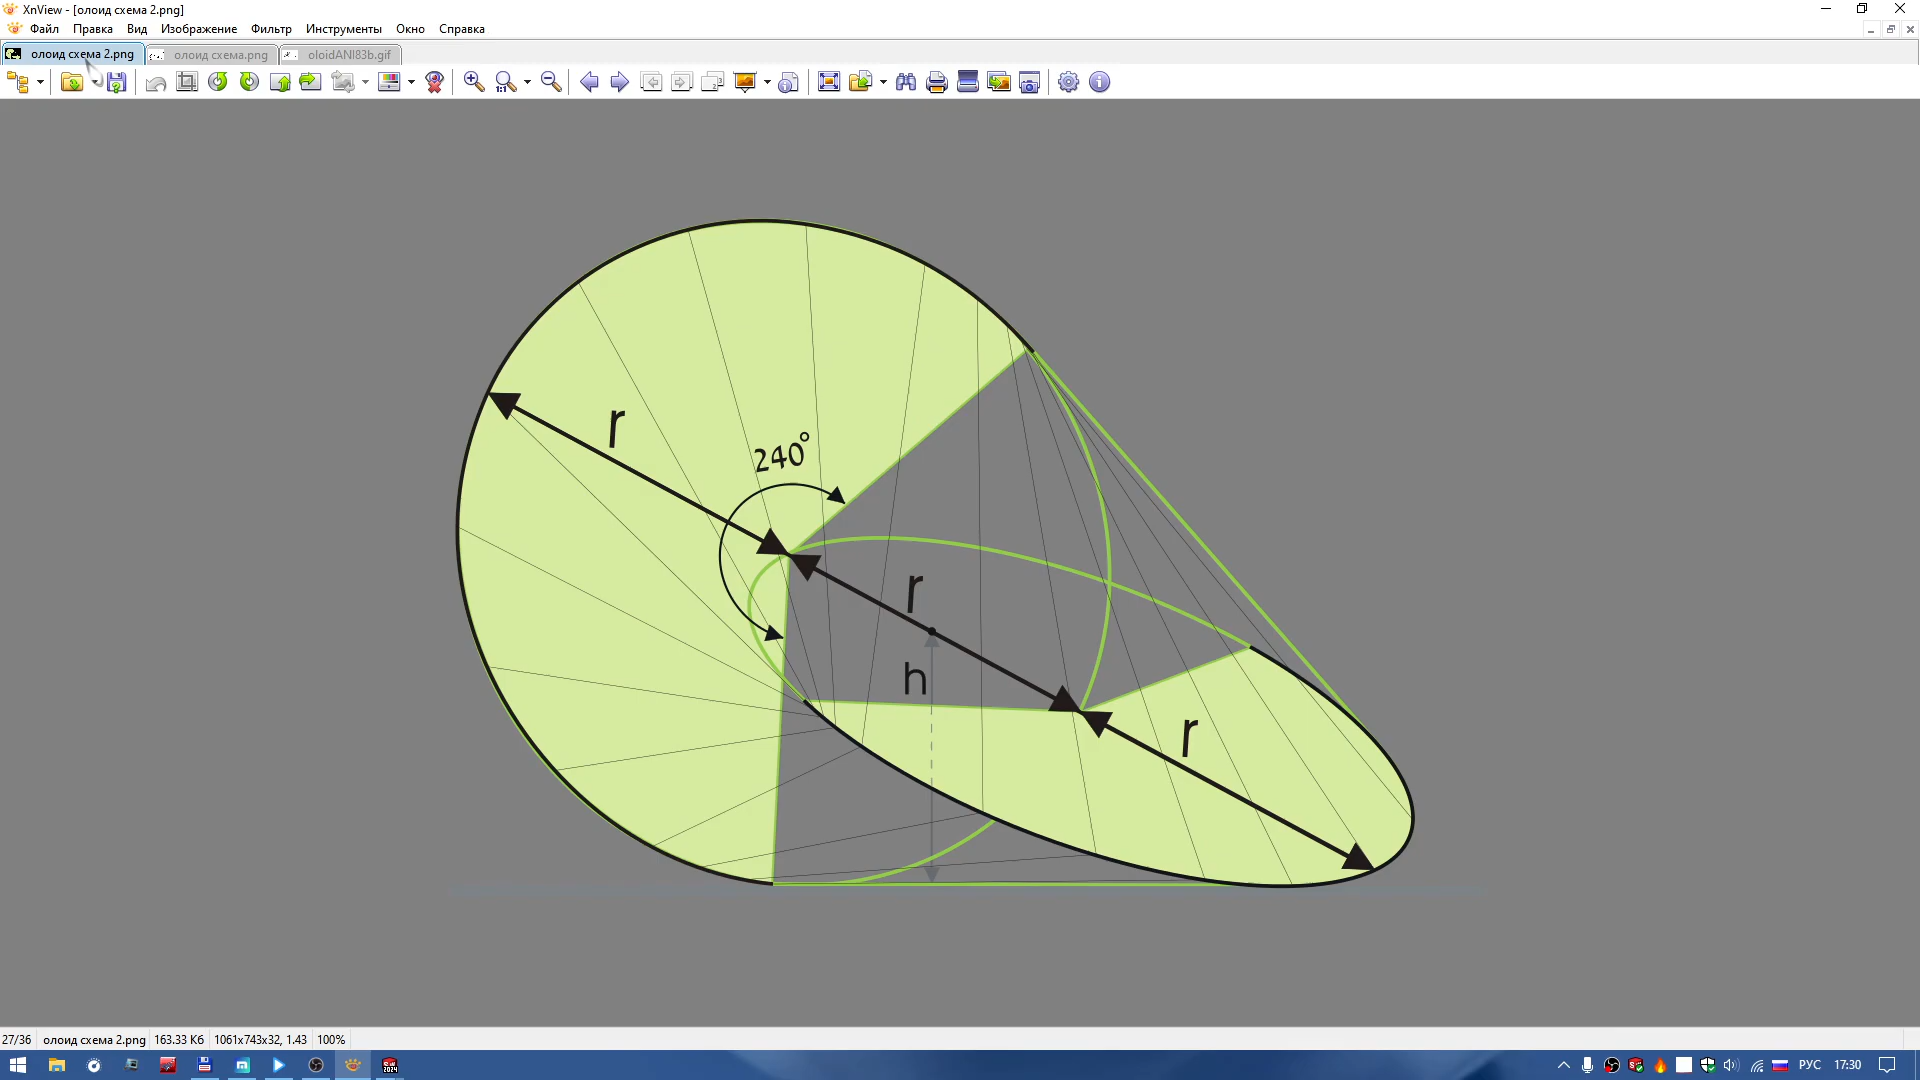 XnView - [олоид схема 2.png]
Файл Правка Вид Изображение Фильтр Инструменты Окно Справка
олоид схема 2.png олоид схема.png oloidANI83b.gif
r
240°
r
h
r
27/36 олоид схема 2.png 163.33 Кб 1061x743x32, 1.43 100%
РУС 17:30